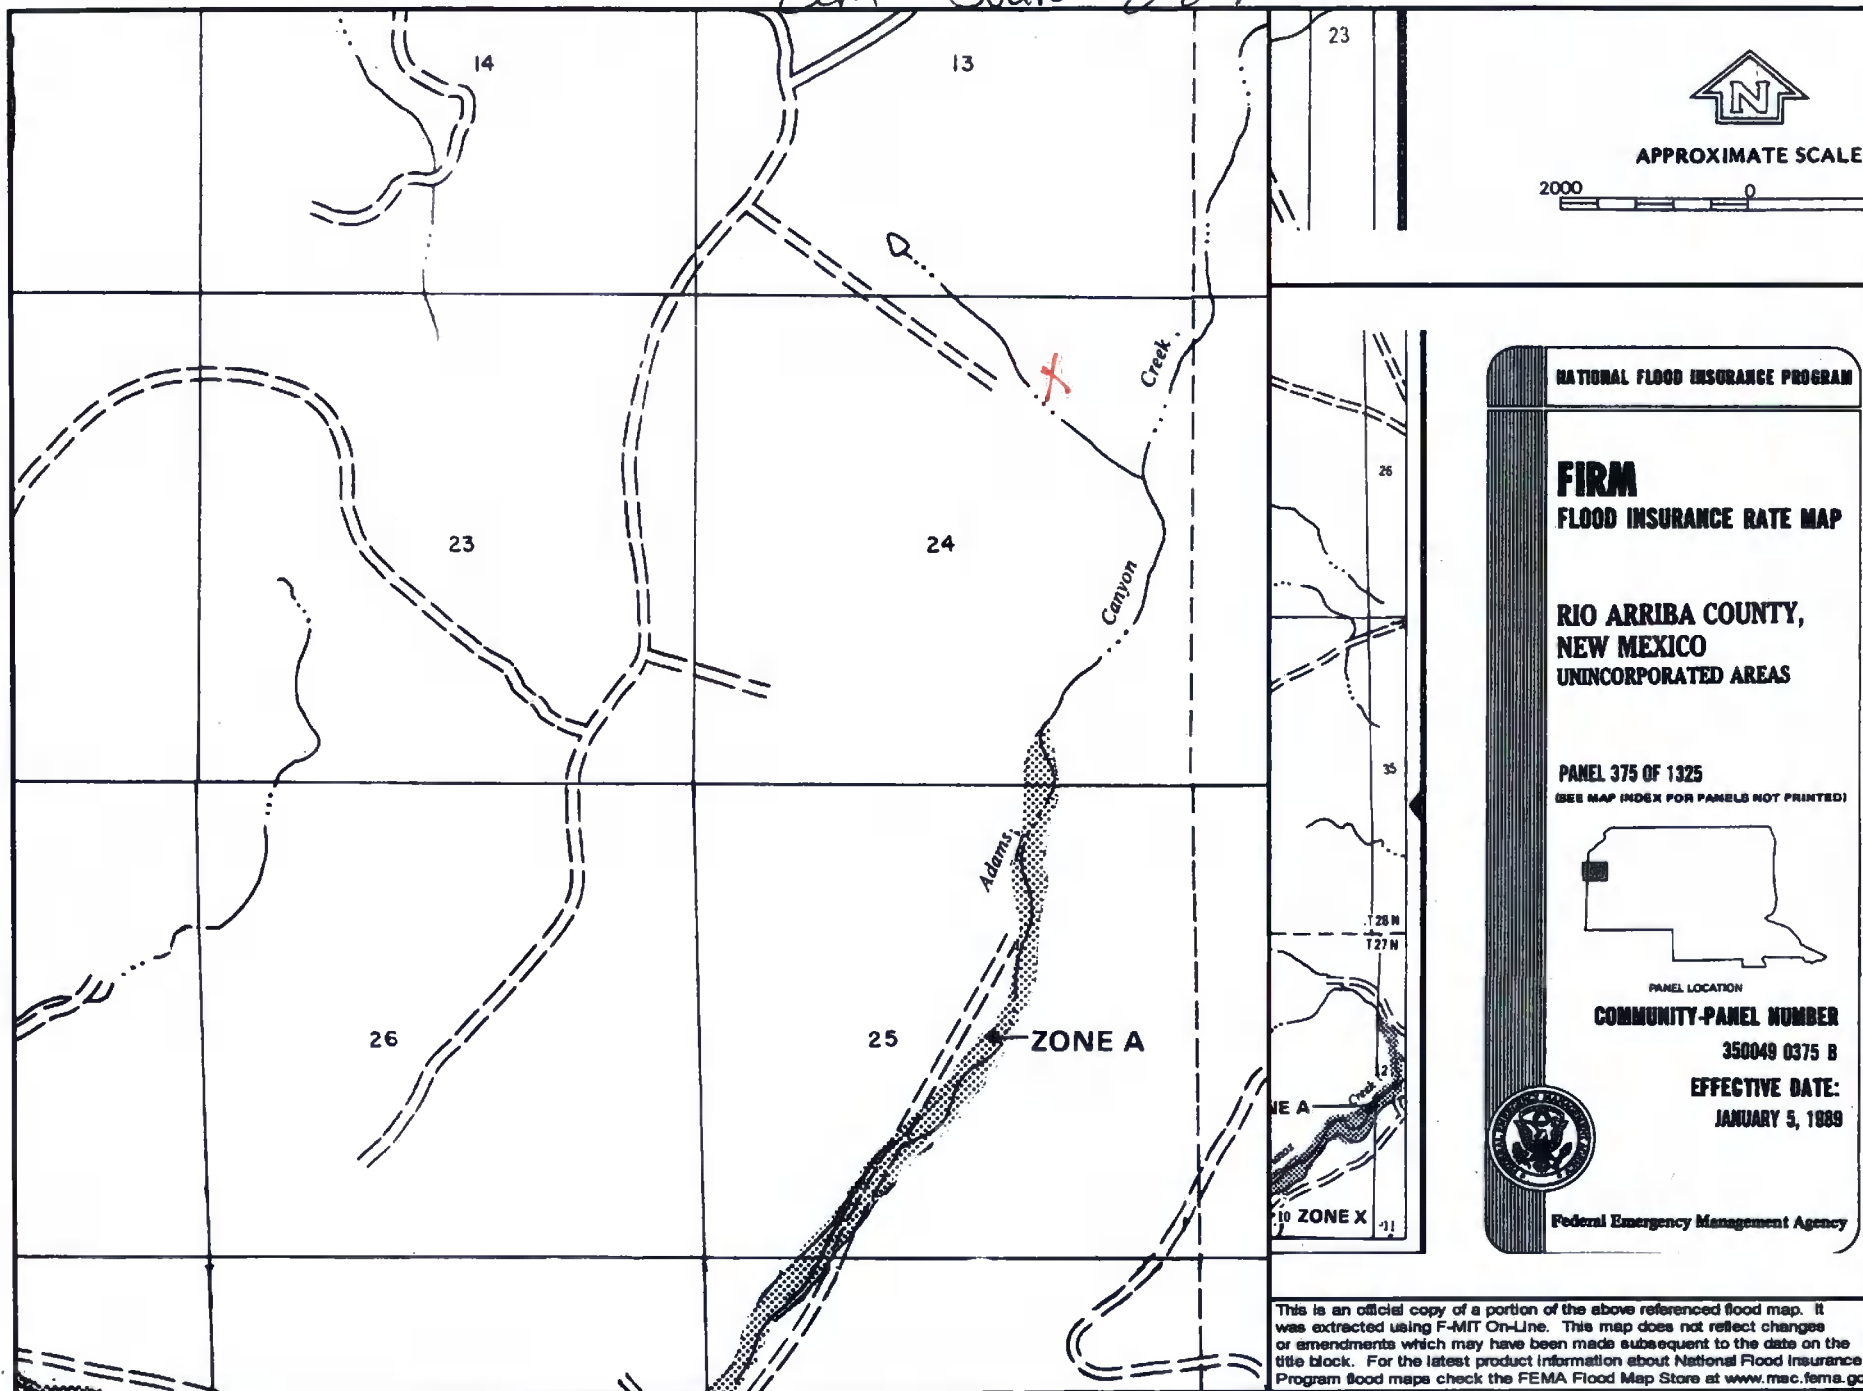 14
13
23
N
APPROXIMATE SCALE
2000
0
Creek
23
24
Canyon
26
35
Adams
T28N
T27N
26
25
ZONE A
NE A
Creek
12
10 ZONE X
11
NATIONAL FLOOD INSURANCE PROGRAM
FIRM
FLOOD INSURANCE RATE MAP
RIO ARRIBA COUNTY,
NEW MEXICO
UNINCORPORATED AREAS
PANEL 375 OF 1325
(SEE MAP INDEX FOR PANELS NOT PRINTED)
PANEL LOCATION
COMMUNITY-PANEL NUMBER
350049 0375 B
EFFECTIVE DATE:
JANUARY 5, 1989
Federal Emergency Management Agency
This is an official copy of a portion of the above referenced flood map. It
was extracted using F-MIT On-Line. This map does not reflect changes
or amendments which may have been made subsequent to the date on the
title block. For the latest product information about National Flood Insurance
Program flood maps check the FEMA Flood Map Store at www.msc.fema.go